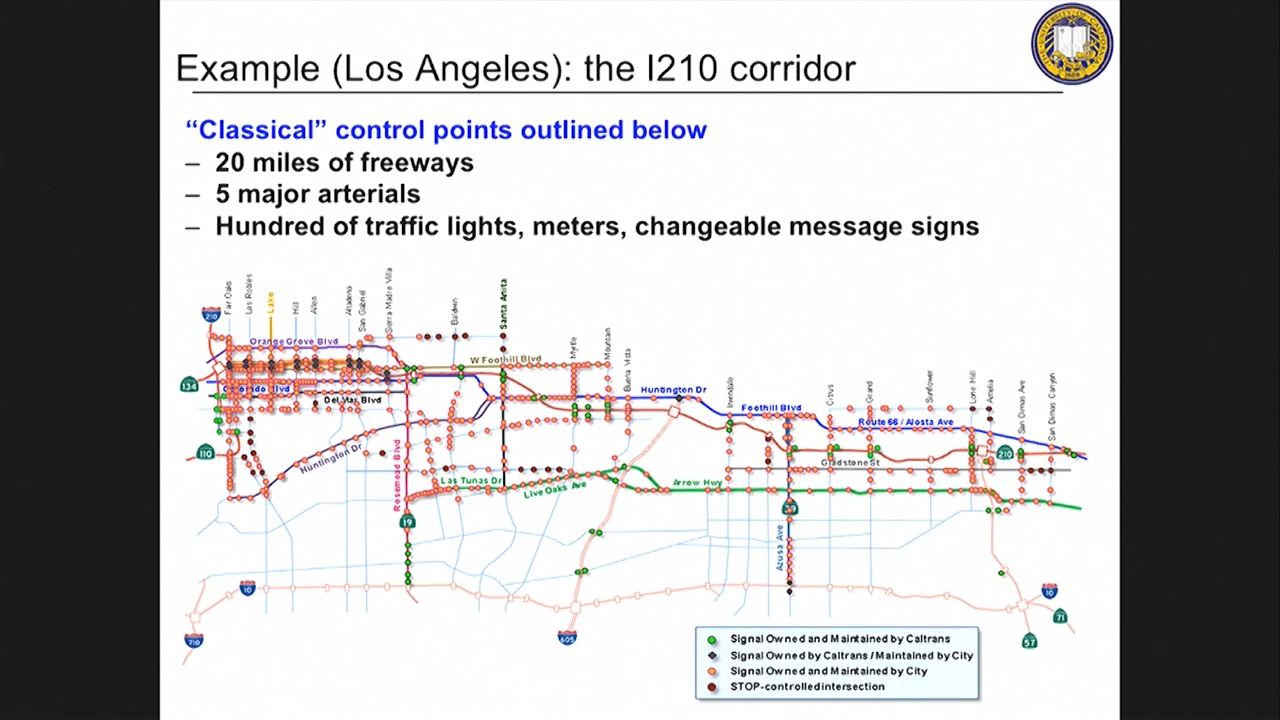 Example (Los Angeles): the I210 corridor
“Classical” control points outlined below
– 20 miles of freeways
– 5 major arterials
– Hundred of traffic lights, meters, changeable message signs
Fair Oaks
Los Robles
Lake
Hill
Allen
Altadena
San Gabriel
Sierra Madre Villa
Baldwin
Santa Anita
Myrtle
Mountain
Buena Vista
Irwindale
Citrus
Grand
Sunflower
Lone Hill
Amelia
San Dimas Ave
San Dimas Canyon
210
Orange Grove Blvd
W Foothill Blvd
134
Colorado Blvd
Del Mar Blvd
Huntington Dr
Foothill Blvd
Route 66 / Alosta Ave
110
Huntington Dr
Rosemead Blvd
Gladstone St
210
Las Tunas Dr
Live Oaks Ave
Arrow Hwy
19
39
Azusa Ave
10
10
710
605
71
57
Signal Owned and Maintained by Caltrans
Signal Owned by Caltrans / Maintained by City
Signal Owned and Maintained by City
STOP-controlled intersection